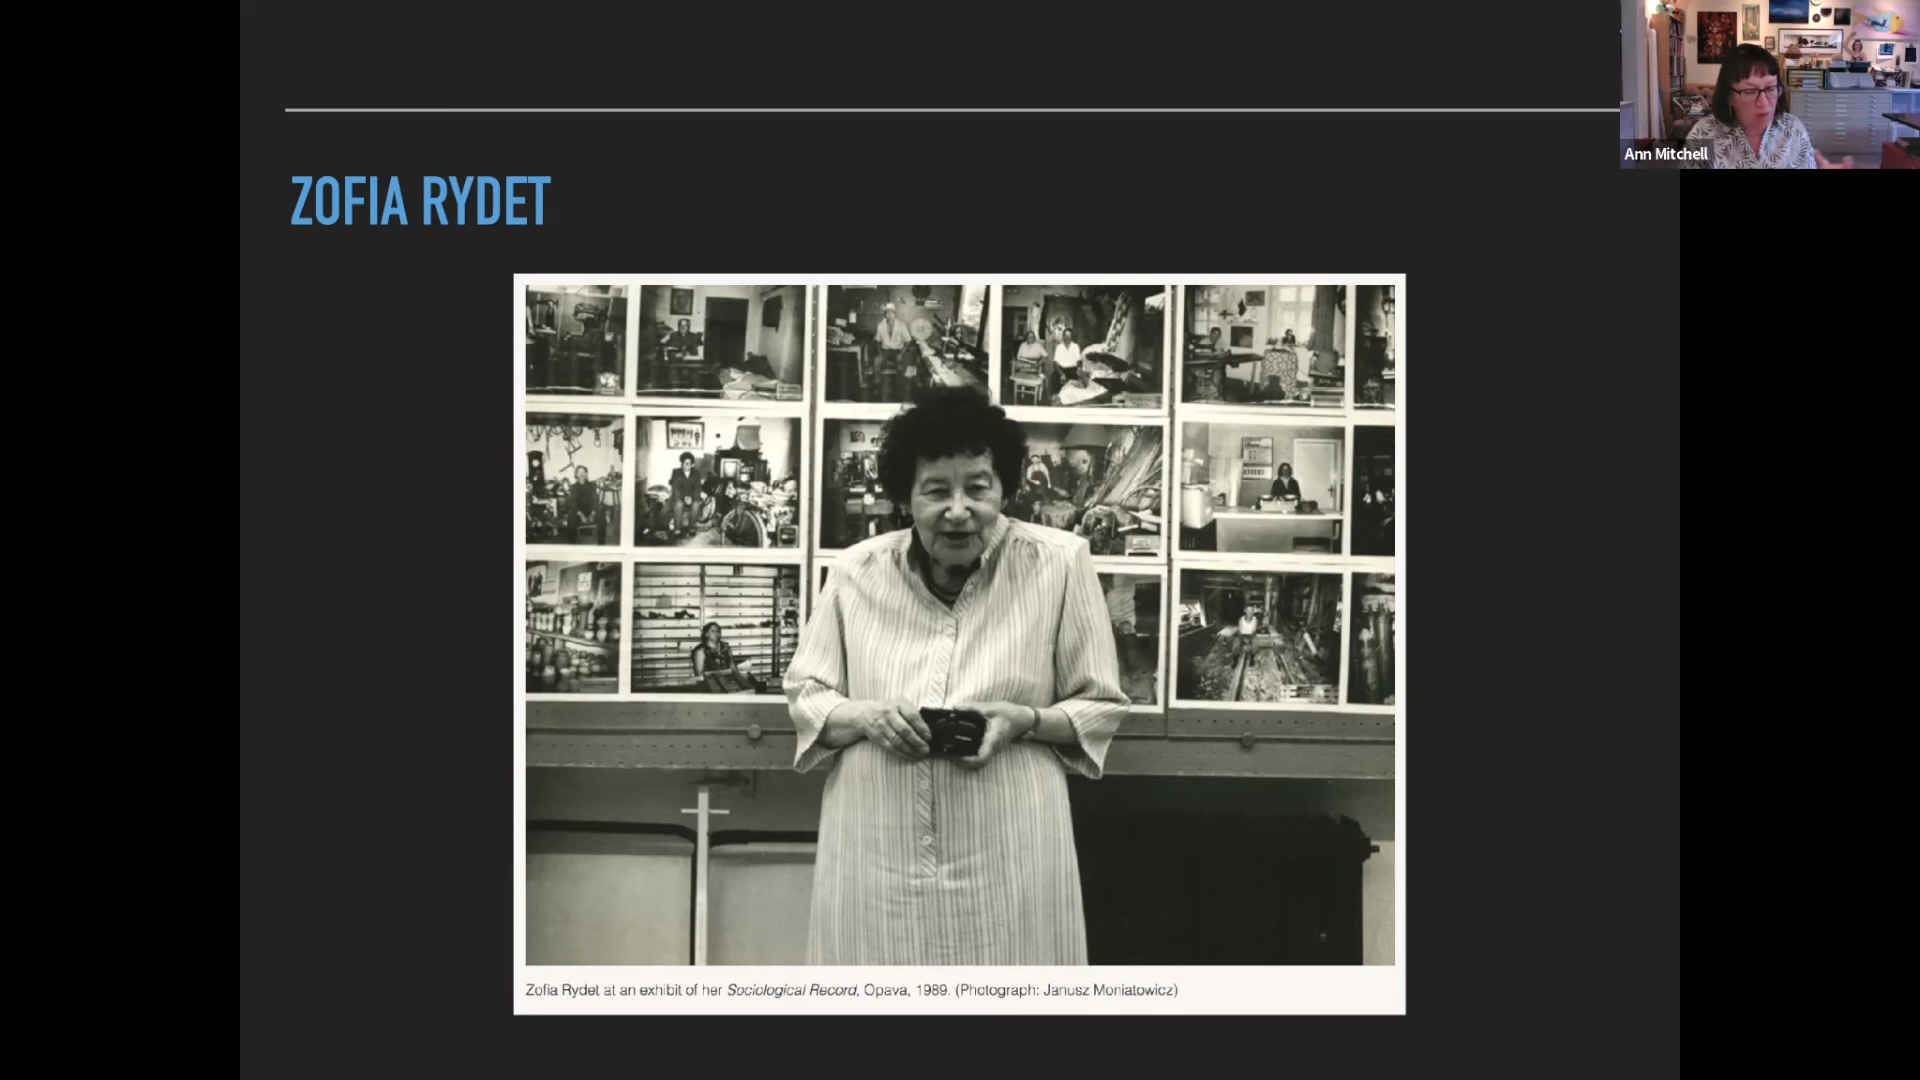 Ann Mitchell
ZOFIA RYDET
Zofia Rydet at an exhibit of her Sociological Record, Opava, 1989. (Photograph: Janusz Moniatowicz)